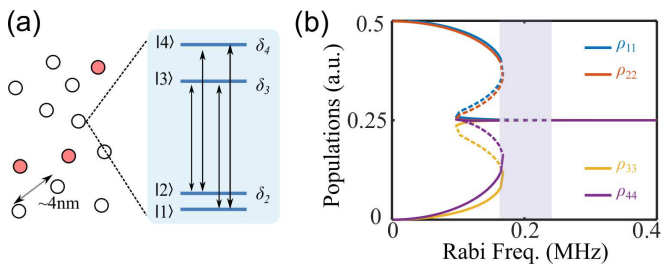 (a)
|4⟩ δ₄
|3⟩ δ₃
|2⟩ δ₂
|1⟩
~4nm
(b)
Populations (a.u.)
0.5
0.25
0
ρ₁₁
ρ₂₂
ρ₃₃
ρ₄₄
0 0.2 0.4
Rabi Freq. (MHz)